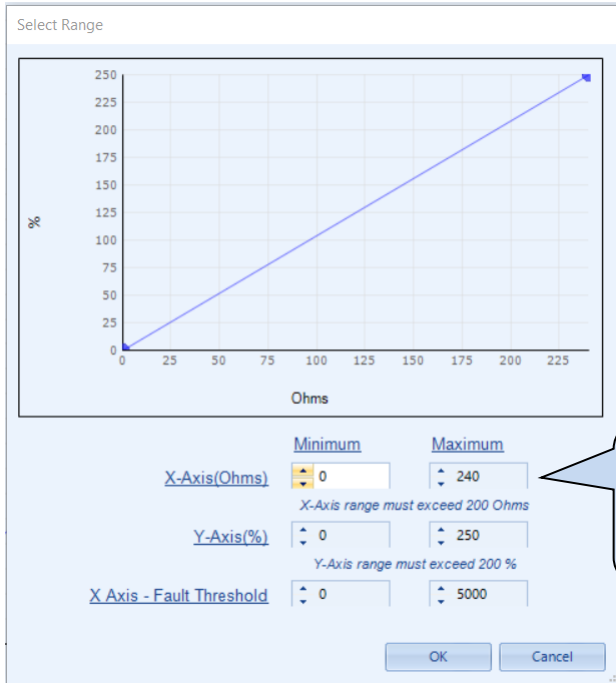 Select Range
250
225
200
175
150
125
100
75
50
25
0
%
0 25 50 75 100 125 150 175 200 225
Ohms
Minimum Maximum
X-Axis(Ohms) 0 240
X-Axis range must exceed 200 Ohms
Y-Axis(%) 0 250
Y-Axis range must exceed 200 %
X Axis - Fault Threshold 0 5000
OK Cancel